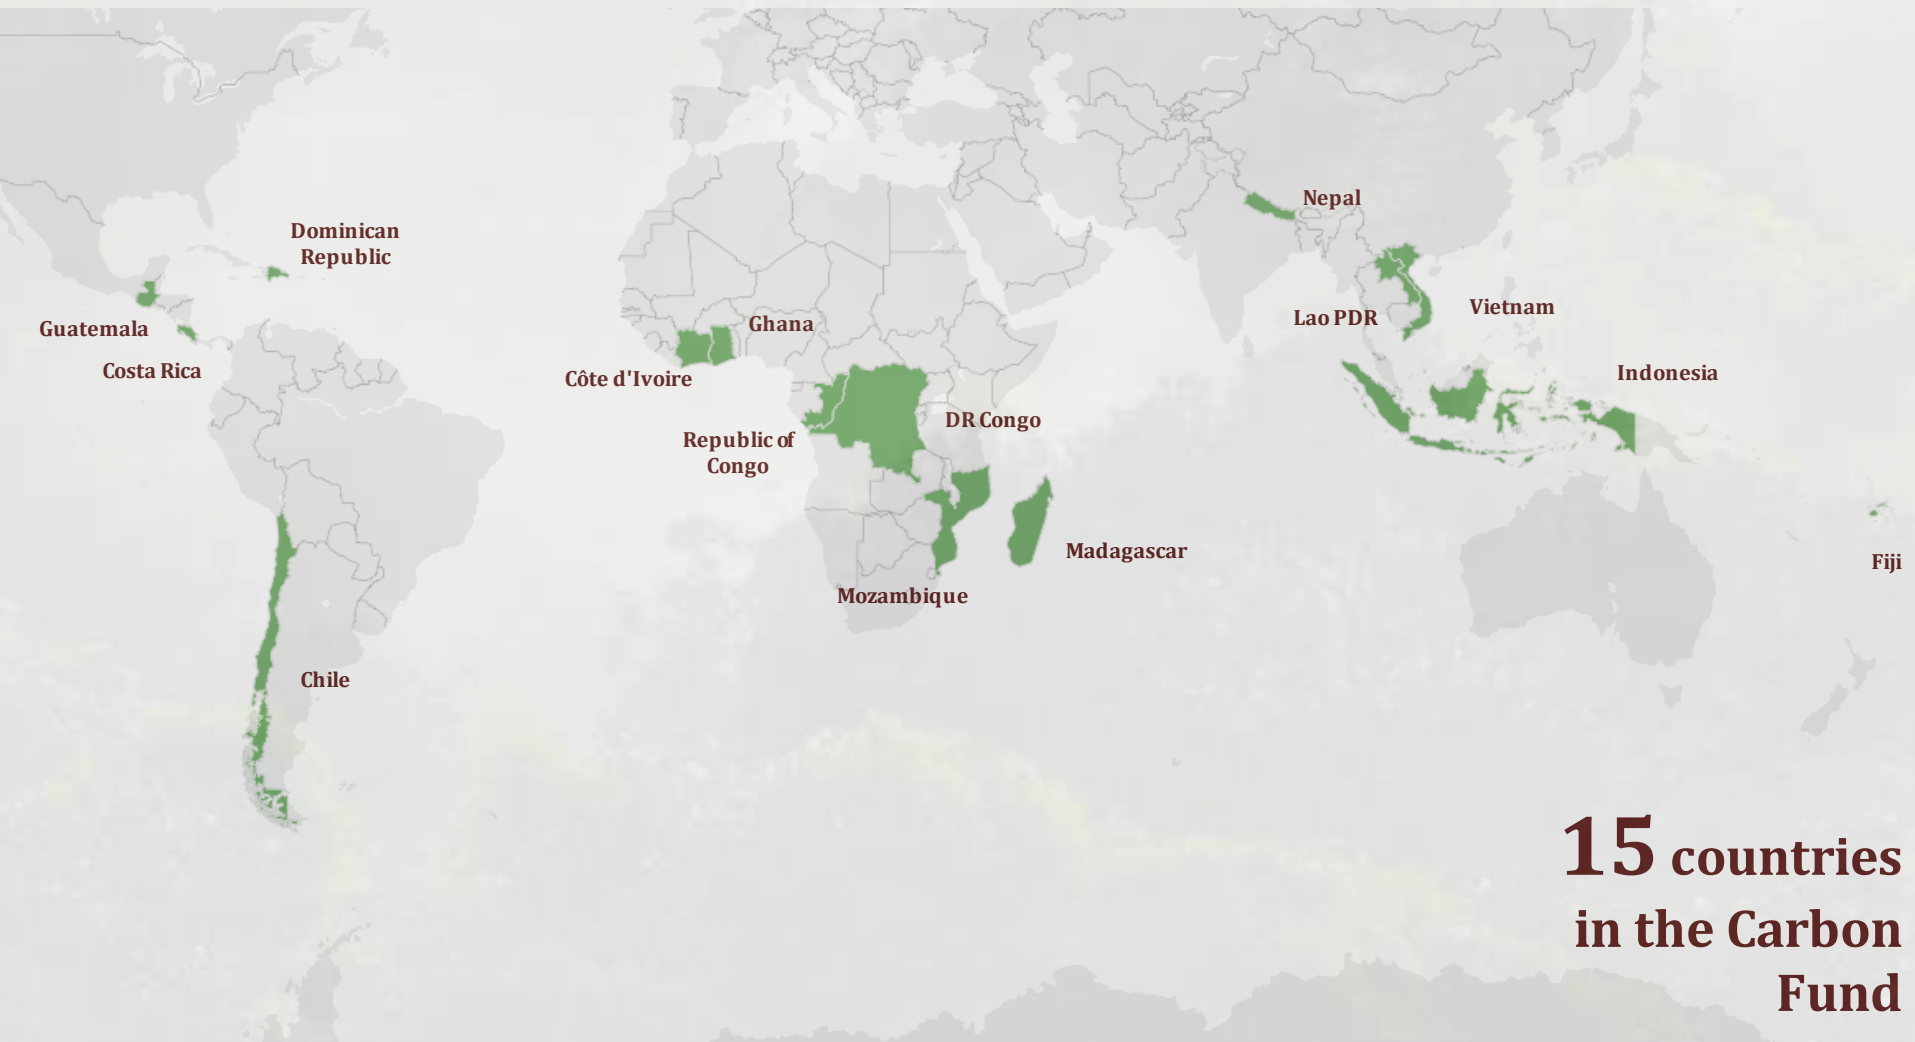 Nepal
Dominican
Republic
Vietnam
Lao PDR
Ghana
Guatemala
Costa Rica
Côte d'Ivoire
Indonesia
DR Congo
Republic of
Congo
Madagascar
Fiji
Mozambique
Chile
15 countries
in the Carbon
Fund